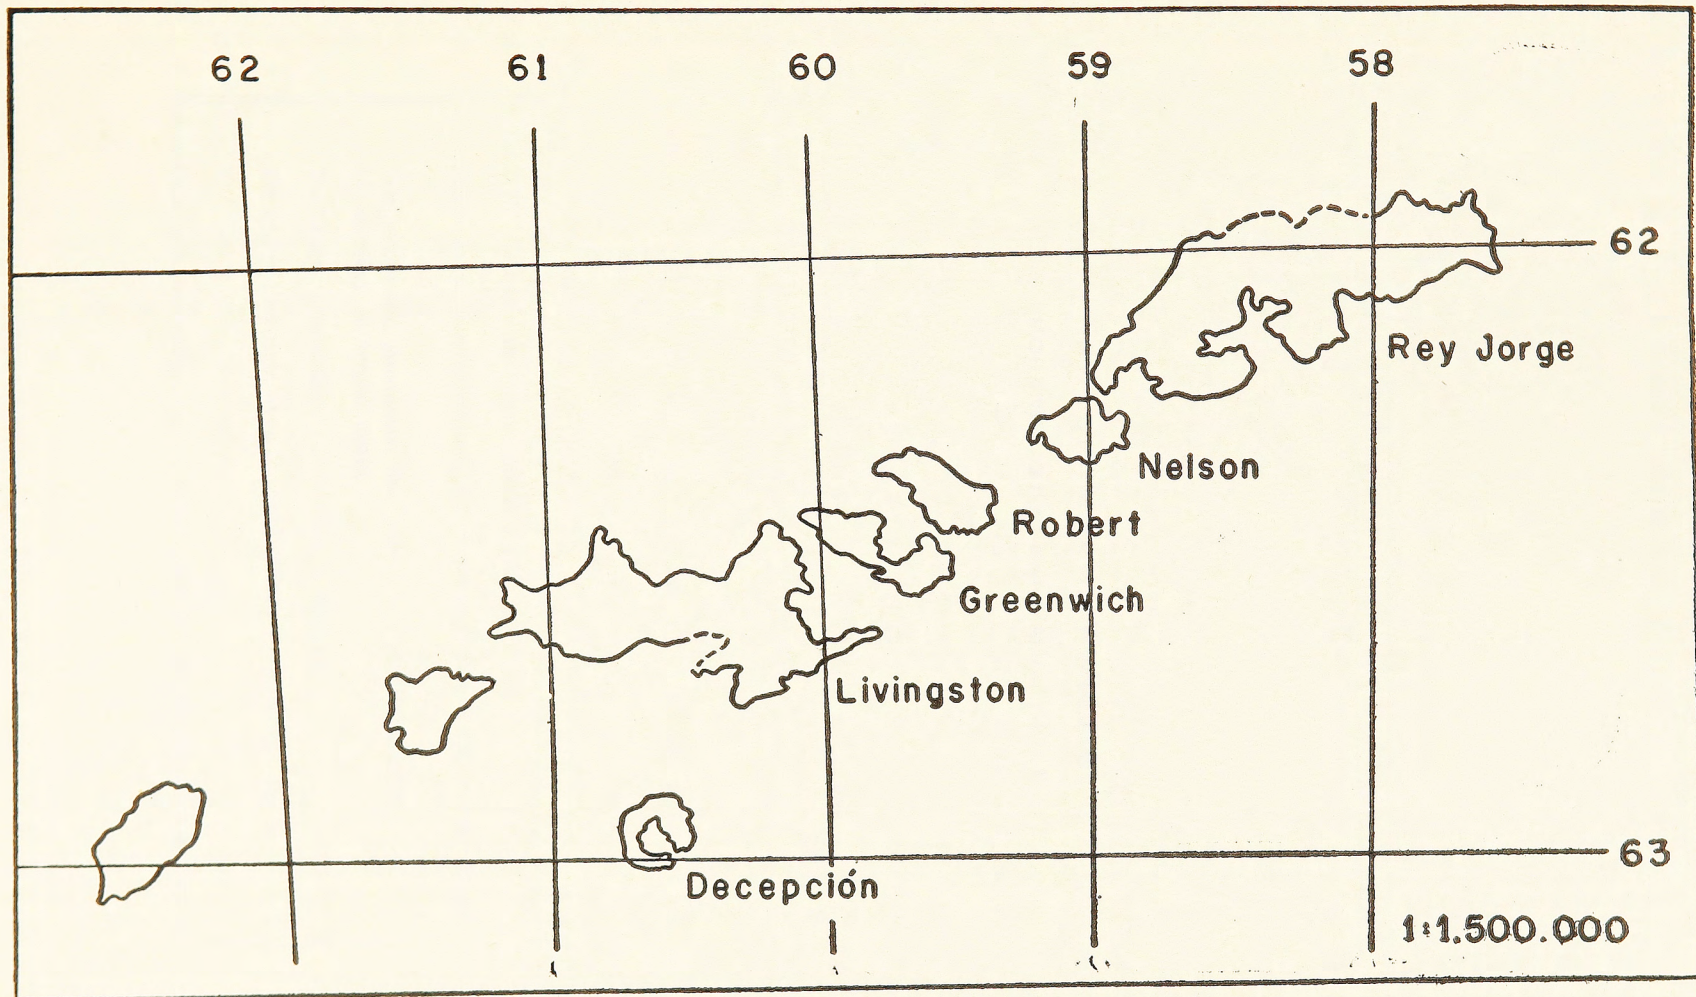 62 61 60 59 58
62
Rey Jorge
Nelson
Robert
Greenwich
Livingston
63
Decepción
1:1.500.000